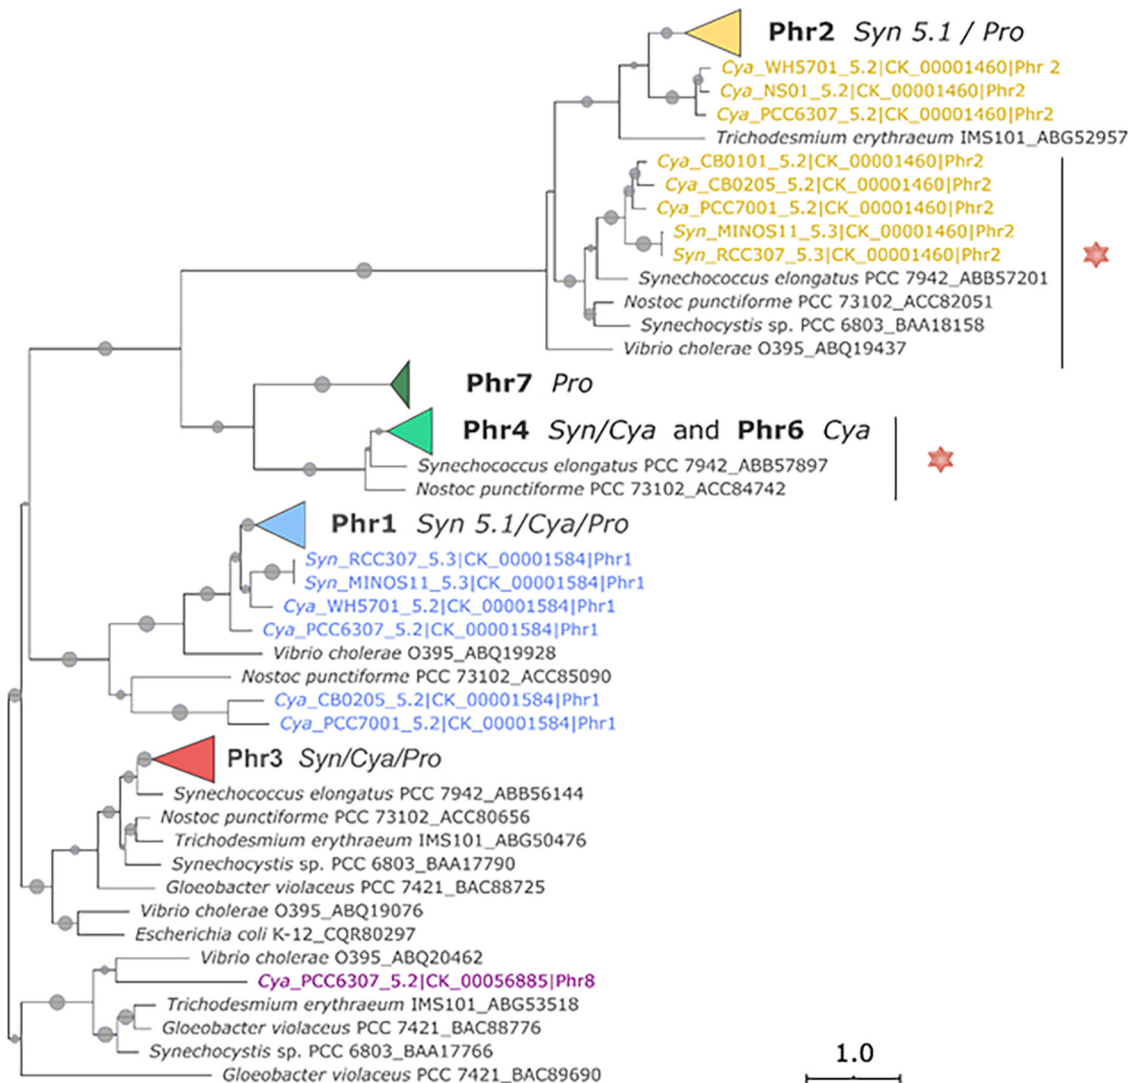 Phr2 Syn 5.1 / Pro
Cya_WH5701_5.2|CK_00001460|Phr 2
Cya_NS01_5.2|CK_00001460|Phr2
Cya_PCC6307_5.2|CK_00001460|Phr2
Trichodesmium erythraeum IMS101_ABG52957
Cya_CB0101_5.2|CK_00001460|Phr2
Cya_CB0205_5.2|CK_00001460|Phr2
Cya_PCC7001_5.2|CK_00001460|Phr2
Syn_MINOS11_5.3|CK_00001460|Phr2
Syn_RCC307_5.3|CK_00001460|Phr2
Synechococcus elongatus PCC 7942_ABB57201
Nostoc punctiforme PCC 73102_ACC82051
Synechocystis sp. PCC 6803_BAA18158
Vibrio cholerae O395_ABQ19437
Phr7 Pro
Phr4 Syn/Cya and Phr6 Cya
Synechococcus elongatus PCC 7942_ABB57897
Nostoc punctiforme PCC 73102_ACC84742
Phr1 Syn 5.1/Cya/Pro
Syn_RCC307_5.3|CK_00001584|Phr1
Syn_MINOS11_5.3|CK_00001584|Phr1
Cya_WH5701_5.2|CK_00001584|Phr1
Cya_PCC6307_5.2|CK_00001584|Phr1
Vibrio cholerae O395_ABQ19928
Nostoc punctiforme PCC 73102_ACC85090
Cya_CB0205_5.2|CK_00001584|Phr1
Cya_PCC7001_5.2|CK_00001584|Phr1
Phr3 Syn/Cya/Pro
Synechococcus elongatus PCC 7942_ABB56144
Nostoc punctiforme PCC 73102_ACC80656
Trichodesmium erythraeum IMS101_ABG50476
Synechocystis sp. PCC 6803_BAA17790
Gloeobacter violaceus PCC 7421_BAC88725
Vibrio cholerae O395_ABQ19076
Escherichia coli K-12_CQR80297
Vibrio cholerae O395_ABQ20462
Cya_PCC6307_5.2|CK_00056885|Phr8
Trichodesmium erythraeum IMS101_ABG53518
Gloeobacter violaceus PCC 7421_BAC88776
Synechocystis sp. PCC 6803_BAA17766
Gloeobacter violaceus PCC 7421_BAC89690
1.0